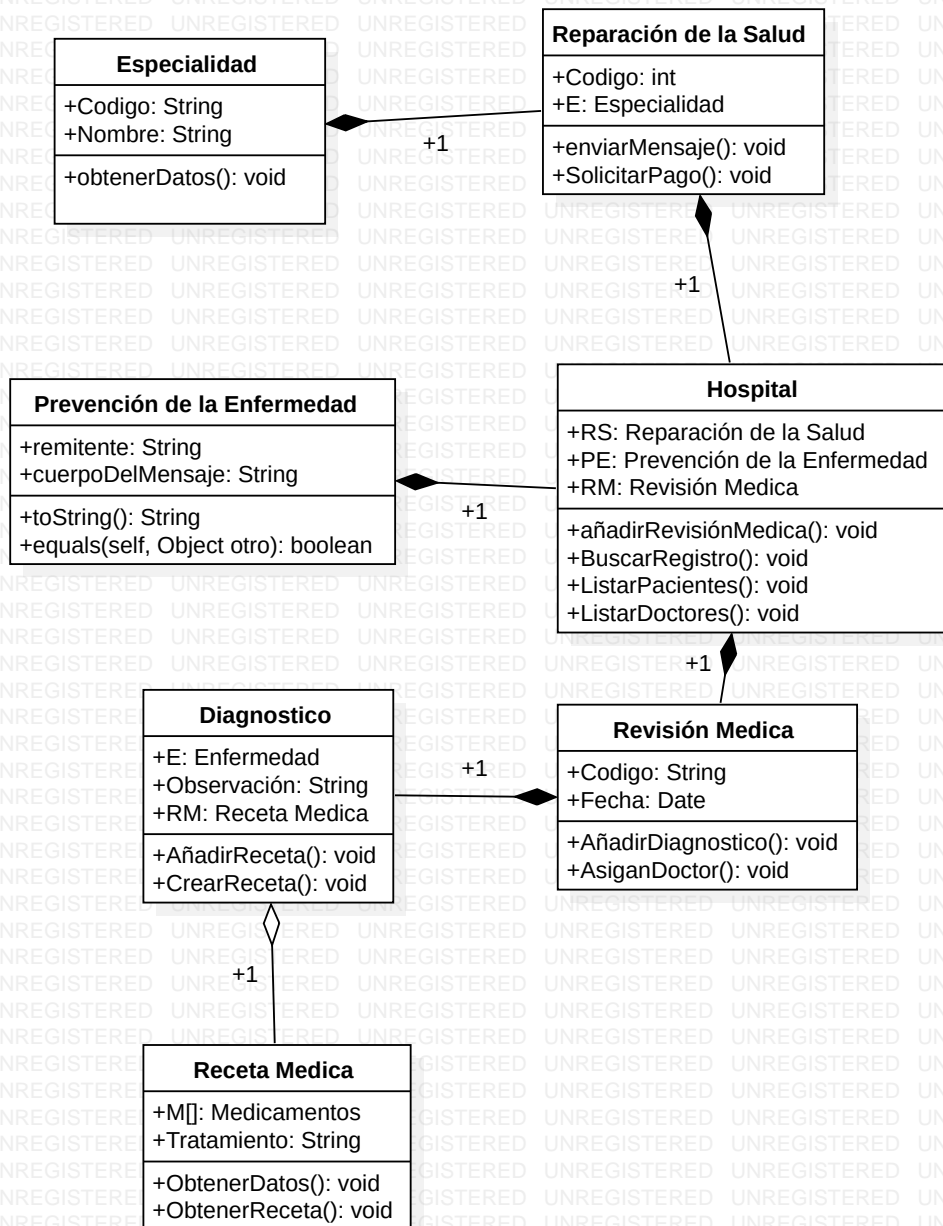 Especialidad
+Codigo: String
+Nombre: String
+obtenerDatos(): void
+1
Reparación de la Salud
+Codigo: int
+E: Especialidad
+enviarMensaje(): void
+SolicitarPago(): void
+1
Prevención de la Enfermedad
+remitente: String
+cuerpoDelMensaje: String
+toString(): String
+equals(self, Object otro): boolean
+1
Hospital
+RS: Reparación de la Salud
+PE: Prevención de la Enfermedad
+RM: Revisión Medica
+añadirRevisiónMedica(): void
+BuscarRegistro(): void
+ListarPacientes(): void
+ListarDoctores(): void
+1
Diagnostico
+E: Enfermedad
+Observación: String
+RM: Receta Medica
+AñadirReceta(): void
+CrearReceta(): void
+1
Revisión Medica
+Codigo: String
+Fecha: Date
+AñadirDiagnostico(): void
+AsiganDoctor(): void
+1
Receta Medica
+M[]: Medicamentos
+Tratamiento: String
+ObtenerDatos(): void
+ObtenerReceta(): void
UNREGISTERED